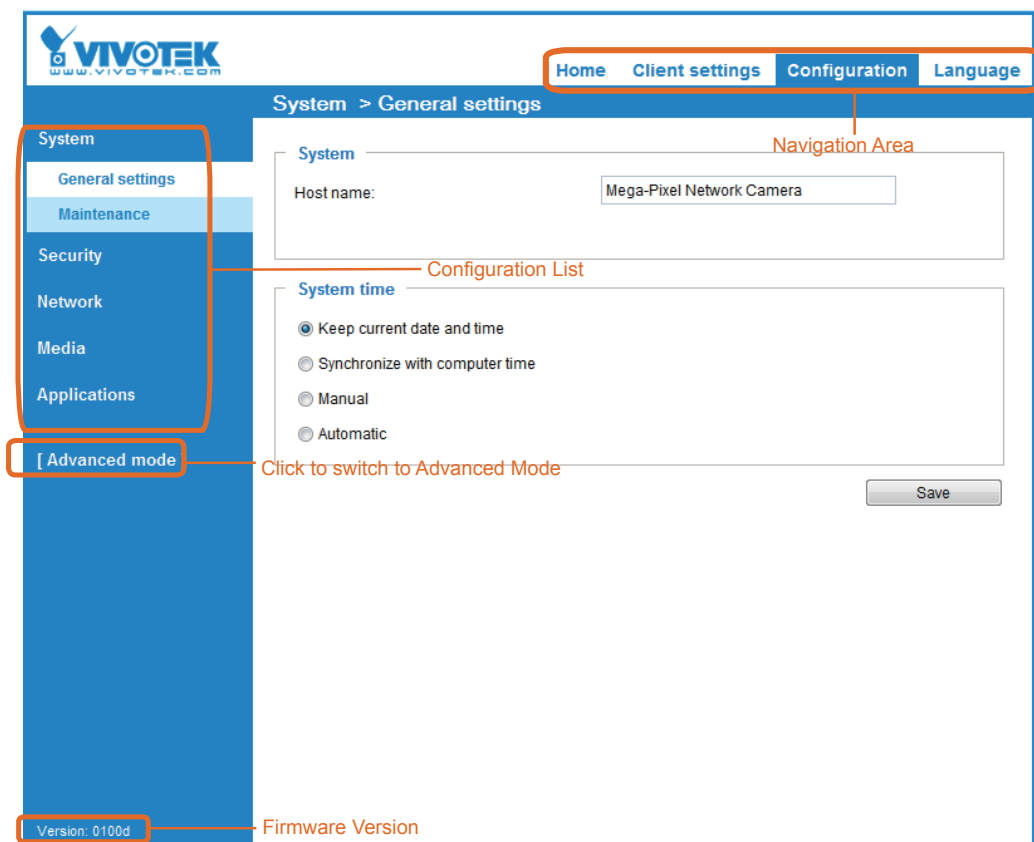 VIVOTEK
www.vivotek.com
Home Client settings Configuration Language
System > General settings
Navigation Area
System
General settings
Maintenance
Security
Network
Media
Applications
[ Advanced mode
Version: 0100d
System
Host name: Mega-Pixel Network Camera
Configuration List
System time
Keep current date and time
Synchronize with computer time
Manual
Automatic
Click to switch to Advanced Mode
Save
Firmware Version